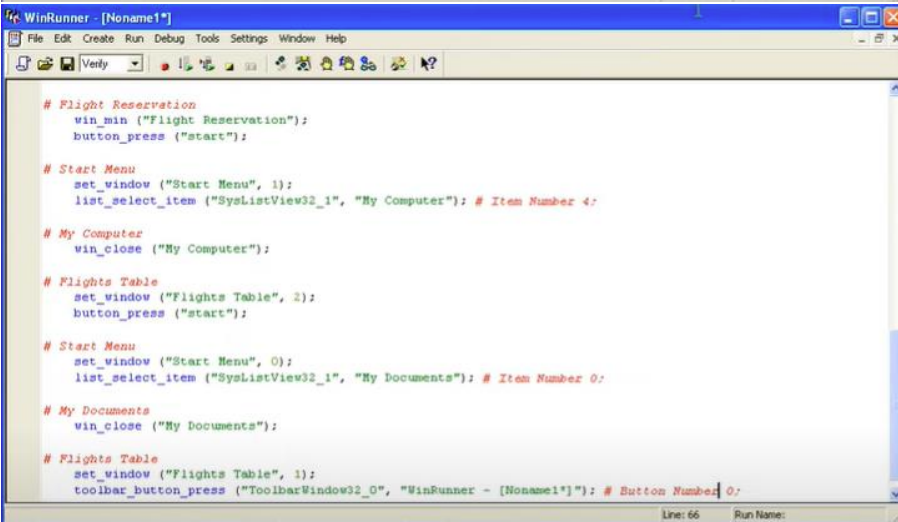 WinRunner - [Noname1*]
File Edit Create Run Debug Tools Settings Window Help
Verify
# Flight Reservation
win_min ("Flight Reservation");
button_press ("start");
# Start Menu
set_window ("Start Menu", 1);
list_select_item ("SysListView32_1", "My Computer"); # Item Number 4;
# My Computer
win_close ("My Computer");
# Flights Table
set_window ("Flights Table", 2);
button_press ("start");
# Start Menu
set_window ("Start Menu", 0);
list_select_item ("SysListView32_1", "My Documents"); # Item Number 0;
# My Documents
win_close ("My Documents");
# Flights Table
set_window ("Flights Table", 1);
toolbar_button_press ("ToolbarWindow32_0", "WinRunner - [Noname1*]"); # Button Number 0;
Line: 66 Run Name: